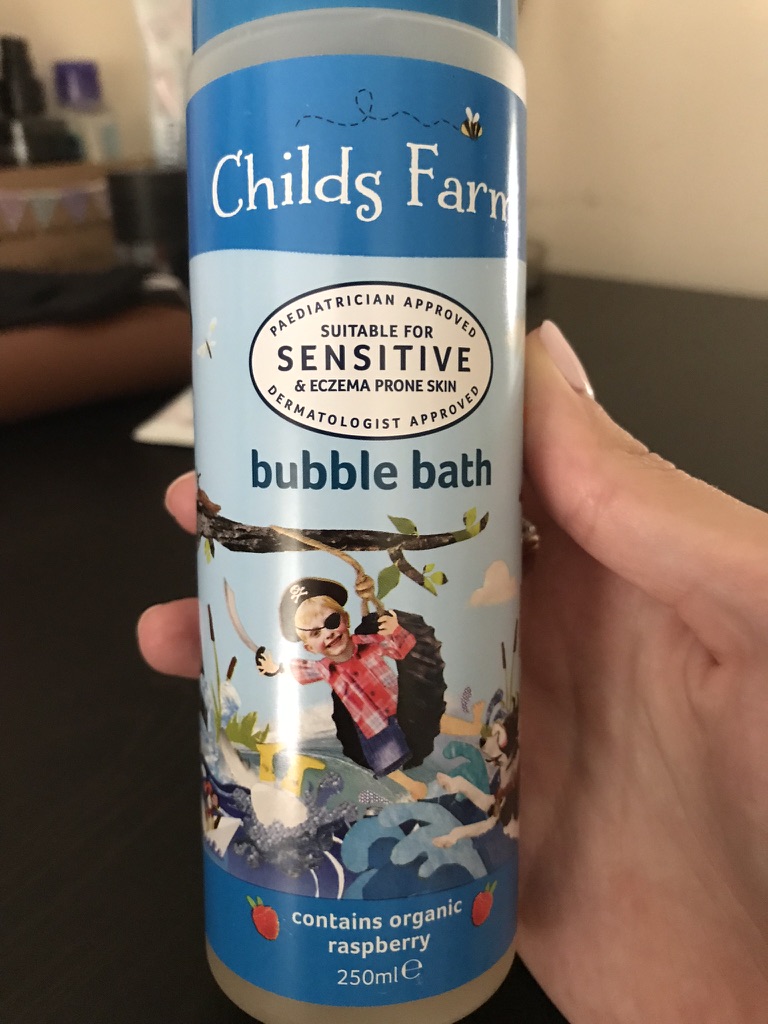 Childs Farm
PAEDIATRICIAN APPROVED
SUITABLE FOR
SENSITIVE
& ECZEMA PRONE SKIN
DERMATOLOGIST APPROVED
bubble bath
contains organic
raspberry
250ml℮